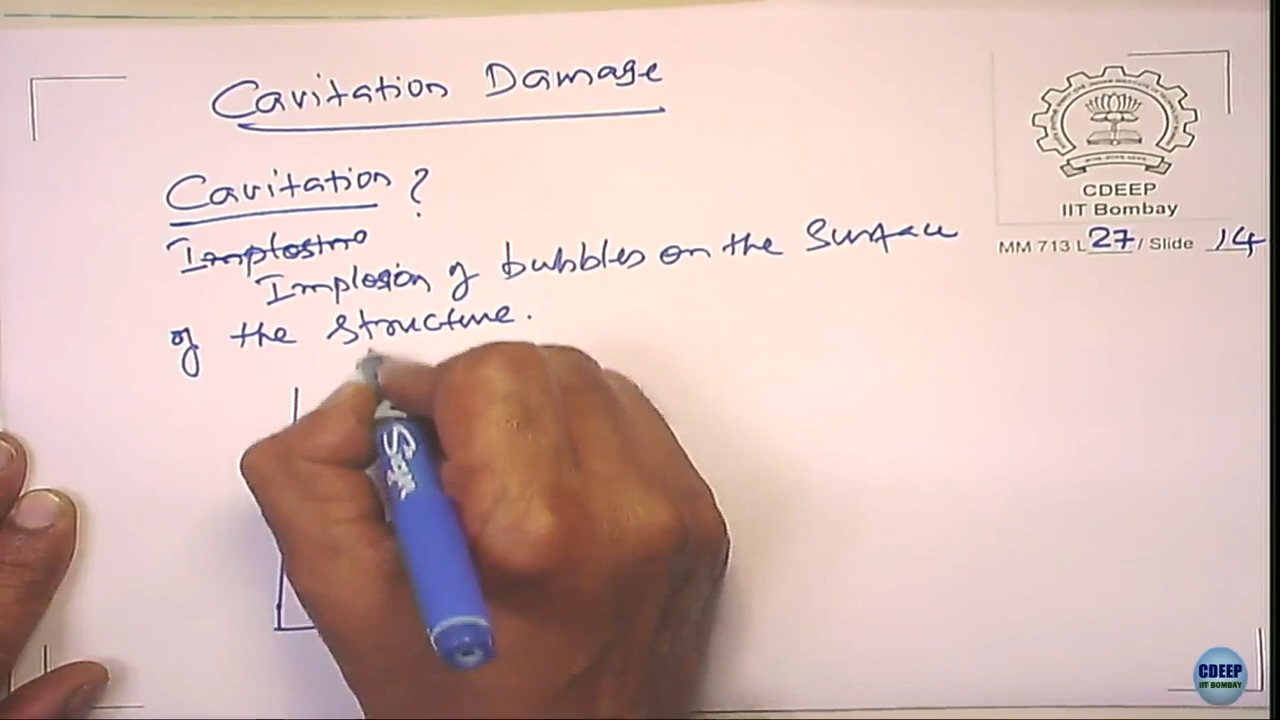 Cavitation Damage
Cavitation?
Implosino
Implosion of bubbles on the Surface
of the structure.
CDEEP
IIT Bombay
MM 713 L 27 / Slide 14
CDEEP
IIT BOMBAY